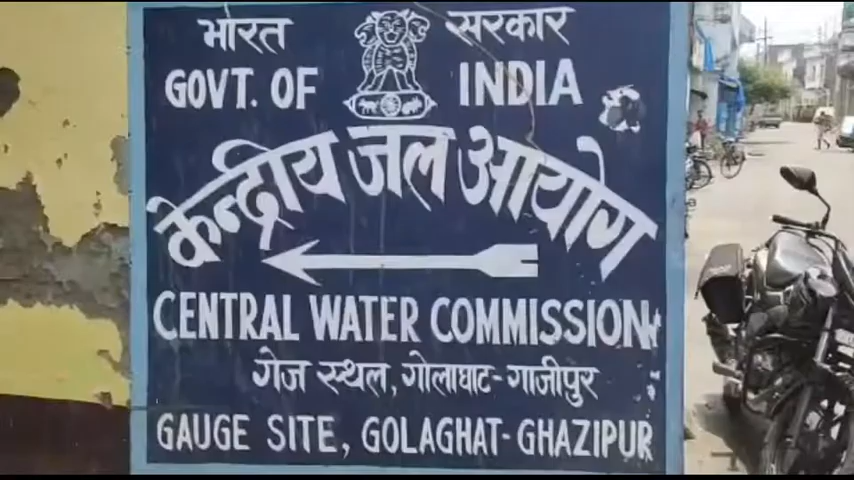 भारत सरकार
GOVT. OF INDIA
केन्द्रीय जल आयोग
CENTRAL WATER COMMISSION
गेज स्थल, गोलाघाट-गाजीपुर
GAUGE SITE, GOLAGHAT-GHAZIPUR